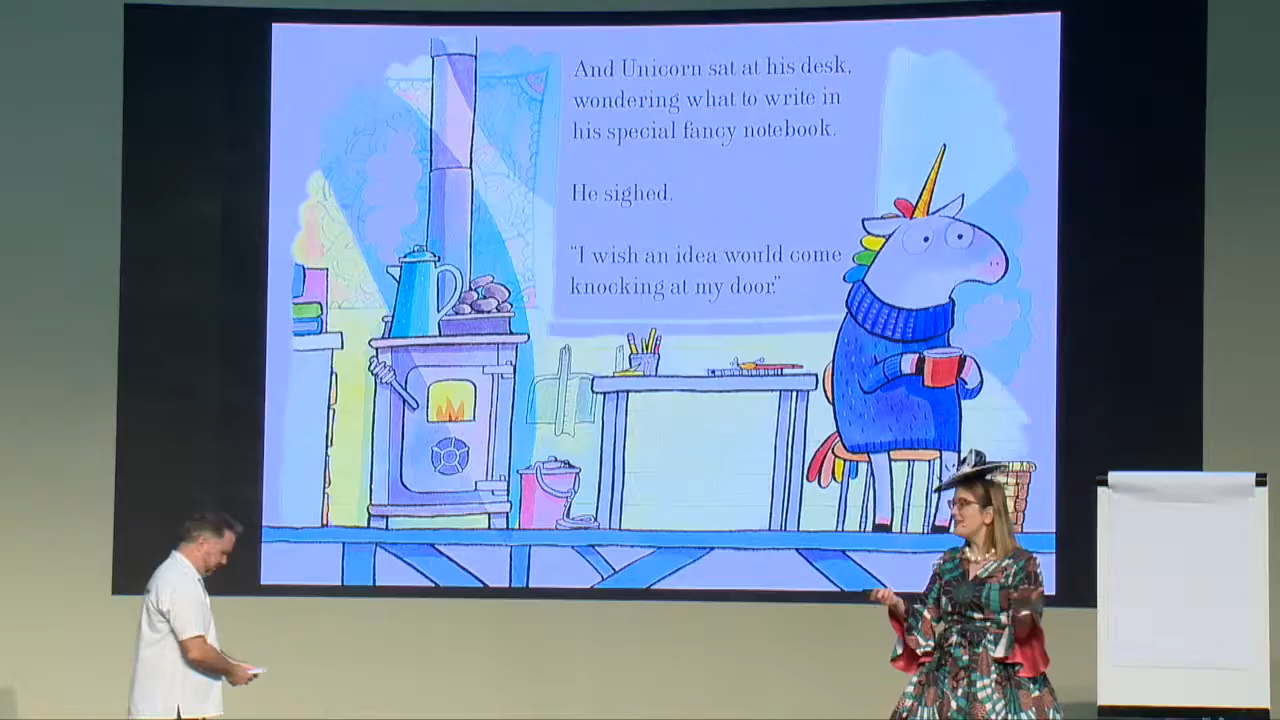 And Unicorn sat at his desk,
wondering what to write in
his special fancy notebook.
He sighed.
"I wish an idea would come
knocking at my door."